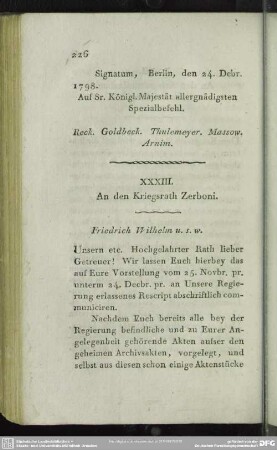 226
Signatum, Berlin, den 24. Debr.
1798.
Auf Sr. Königl. Majestät allergnädigsten
Spezialbefehl.
Reck. Goldbeck. Thulemeyer. Massow.
Arnim.
XXXIII.
An den Kriegsrath Zerboni.
Friedrich Wilhelm u. s. w.
Unsern etc. Hochgelahrter Rath lieber
Getreuer! Wir lassen Euch hierbey das
auf Eure Vorstellung vom 25. Novbr. pr.
unterm 24. Decbr. pr. an Unsere Regie-
rung erlassenes Rescript abschriftlich com-
municiren.
Nachdem Euch bereits alle bey der
Regierung befindliche und zu Eurer An-
gelegenheit gehörende Akten außer den
geheimen Archivsakten, vorgelegt, und
selbst aus diesen schon einige Aktenstücke